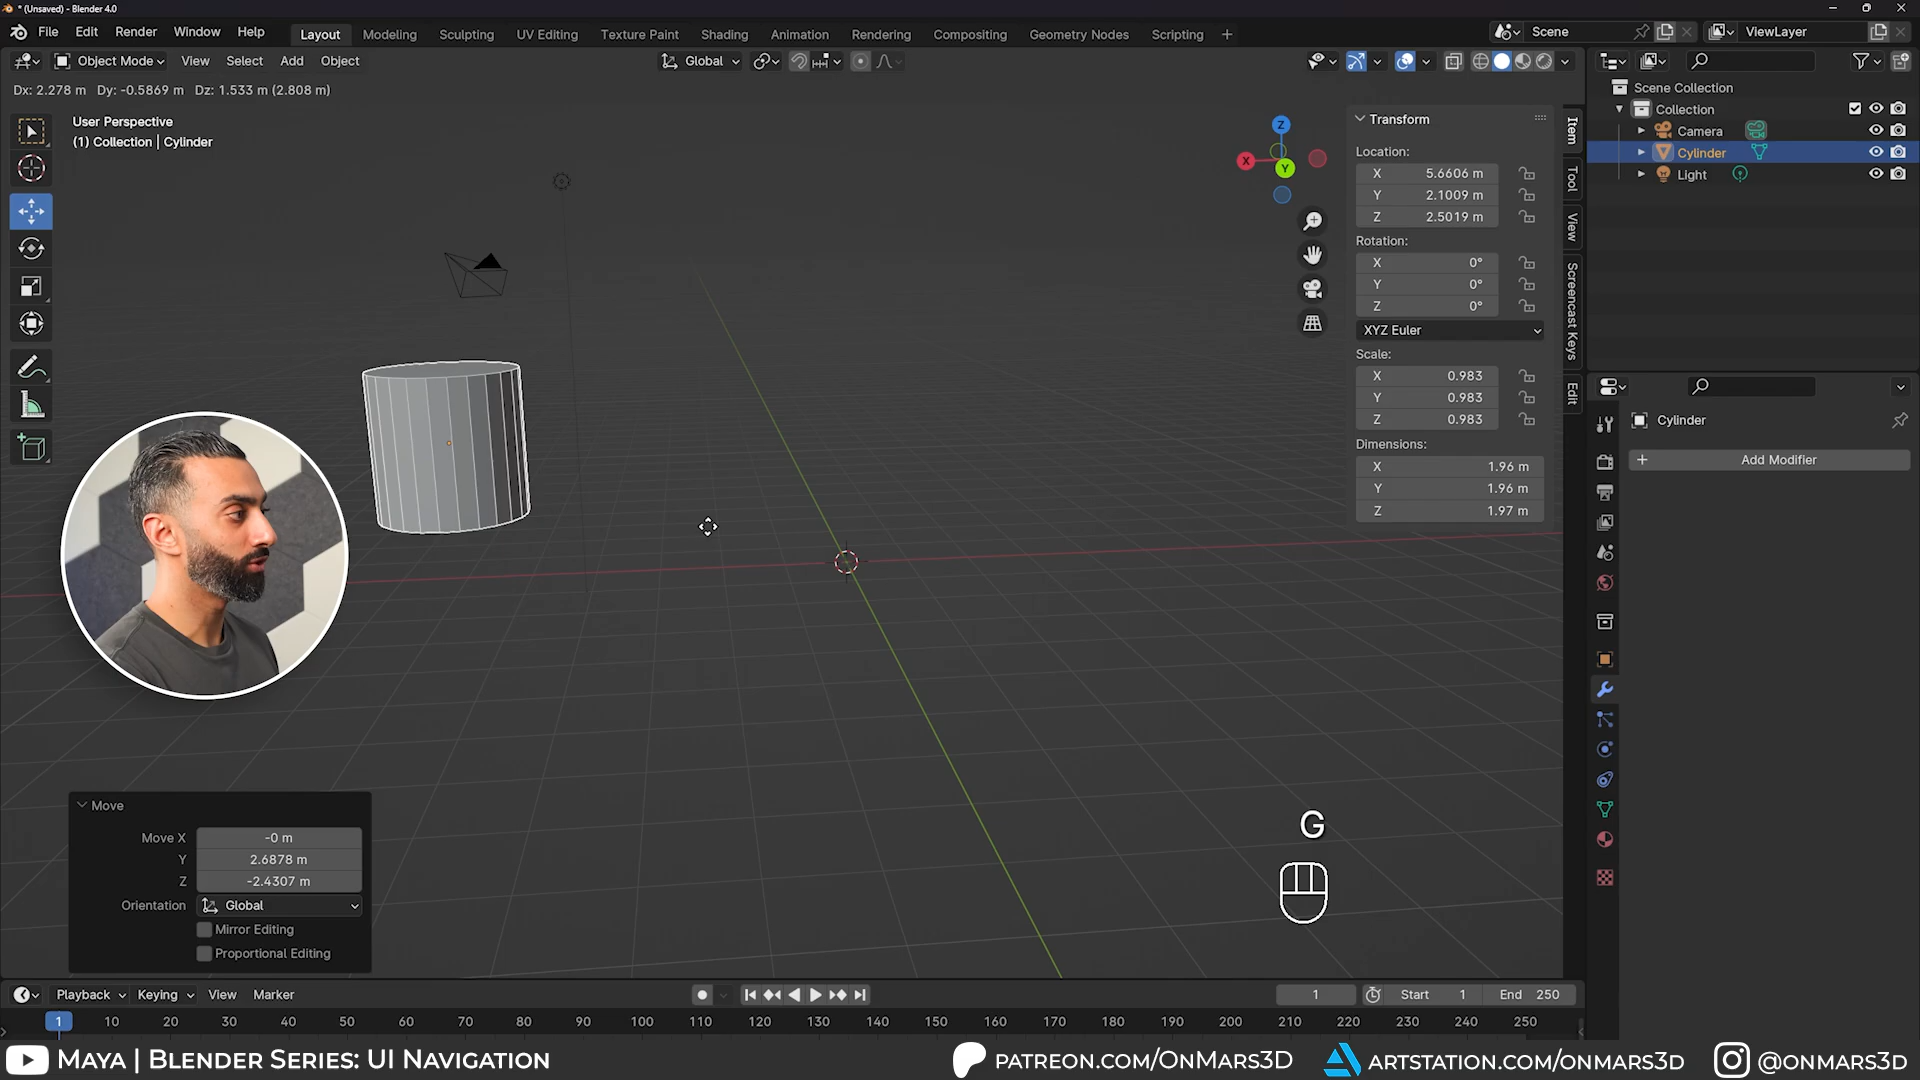 * (Unsaved) - Blender 4.0
File Edit Render Window Help Layout Modeling Sculpting UV Editing Texture Paint Shading Animation Rendering Compositing Geometry Nodes Scripting + Scene ViewLayer
Object Mode View Select Add Object Global
Dx: 2.278 m Dy: -0.5869 m Dz: 1.533 m (2.808 m)
User Perspective
(1) Collection | Cylinder
Z
X
Y
Transform
Location:
X 5.6606 m
Y 2.1009 m
Z 2.5019 m
Rotation:
X 0°
Y 0°
Z 0°
XYZ Euler
Scale:
X 0.983
Y 0.983
Z 0.983
Dimensions:
X 1.96 m
Y 1.96 m
Z 1.97 m
Item
Tool
View
Screencast Keys
Edit
Scene Collection
Collection
Camera
Cylinder
Light
Cylinder
+ Add Modifier
Move
Move X -0 m
Y 2.6878 m
Z -2.4307 m
Orientation Global
Mirror Editing
Proportional Editing
G
Playback Keying View Marker 1 Start 1 End 250
1 10 20 30 40 50 60 70 80 90 100 110 120 130 140 150 160 170 180 190 200 210 220 230 240 250
MAYA | BLENDER SERIES: UI NAVIGATION PATREON.COM/ONMARS3D ARTSTATION.COM/ONMARS3D @ONMARS3D